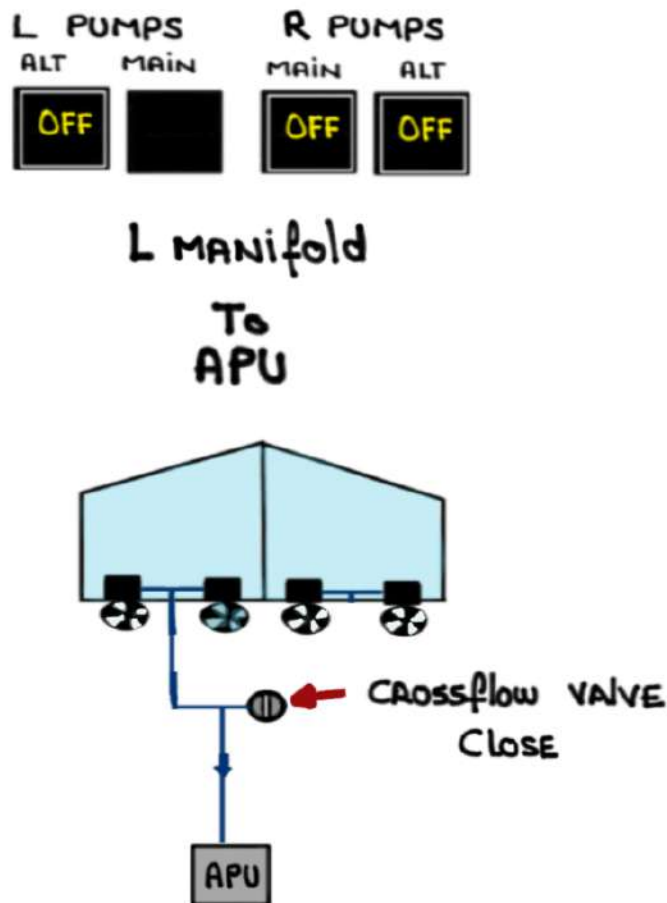 L PUMPS R PUMPS
ALT MAIN MAIN ALT
OFF OFF OFF
L MANifold
To
APU
CROSSflow VALVE
Close
APU